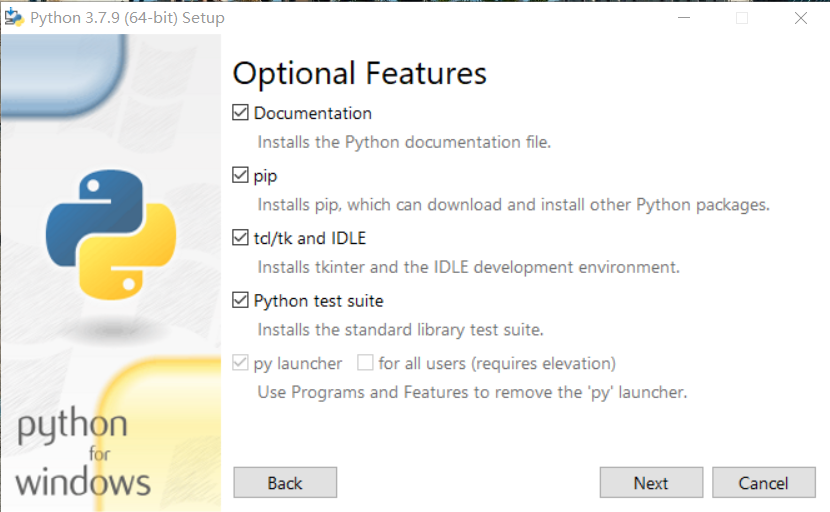 Python 3.7.9 (64-bit) Setup
Optional Features
Documentation
Installs the Python documentation file.
pip
Installs pip, which can download and install other Python packages.
tcl/tk and IDLE
Installs tkinter and the IDLE development environment.
Python test suite
Installs the standard library test suite.
py launcher for all users (requires elevation)
Use Programs and Features to remove the 'py' launcher.
python
for
windows
Back Next Cancel